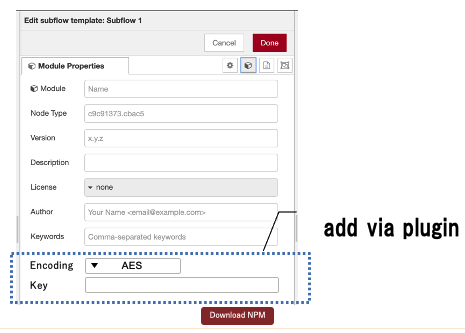 Edit subflow template: Subflow 1
Cancel Done
Module Properties
Module Name
Node Type c9c91373.cbac5
Version x.y.z
Description
License none
Author Your Name <email@example.com>
Keywords Comma-separated keywords
add via plugin
Encoding AES
Key
Download NPM